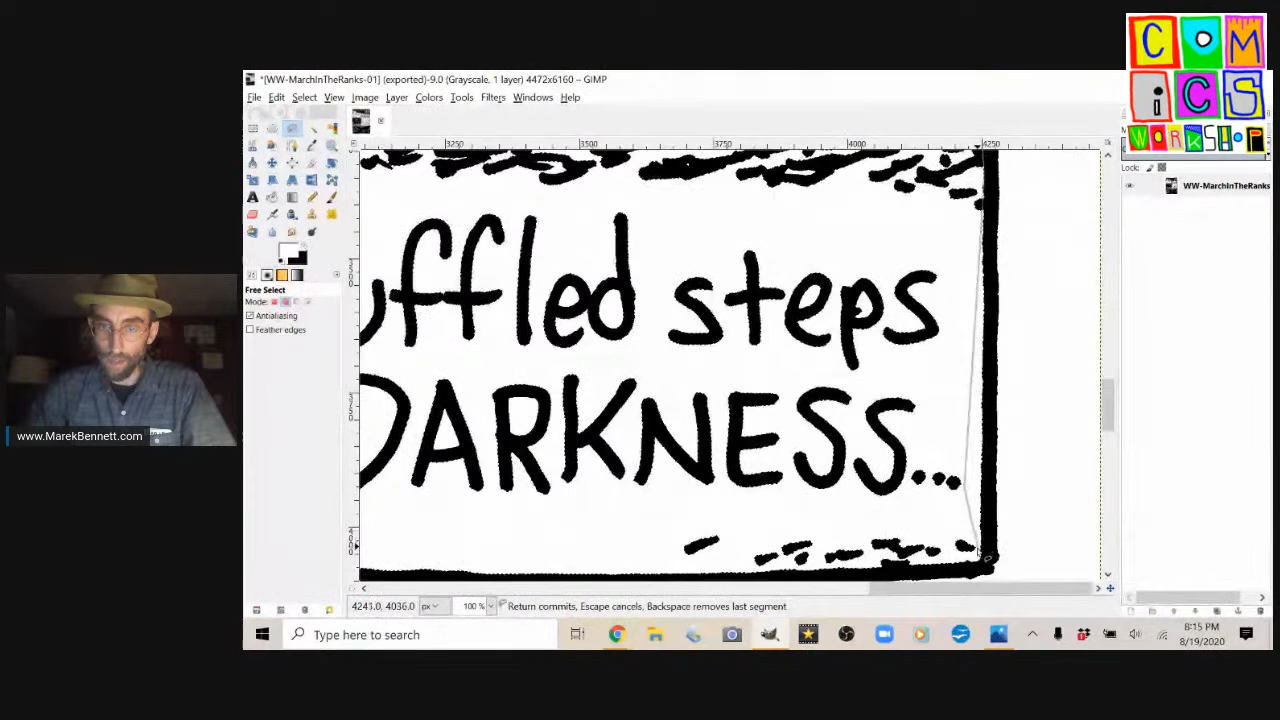 COMiCS
WORKSHOP
*[WW-MarchInTheRanks-01] (exported)-9.0 (Grayscale, 1 layer) 4472x6160 – GIMP
File Edit Select View Image Layer Colors Tools Filters Windows Help
3250 3500 3750 4000 4250
Lock:
WW-MarchInTheRanks
uffled steps
DARKNESS...
Free Select
Mode:
Antialiasing
Feather edges
www.MarekBennett.com
4243.0, 4036.0 px 100 % Return commits, Escape cancels, Backspace removes last segment
Type here to search
8:15 PM
8/19/2020